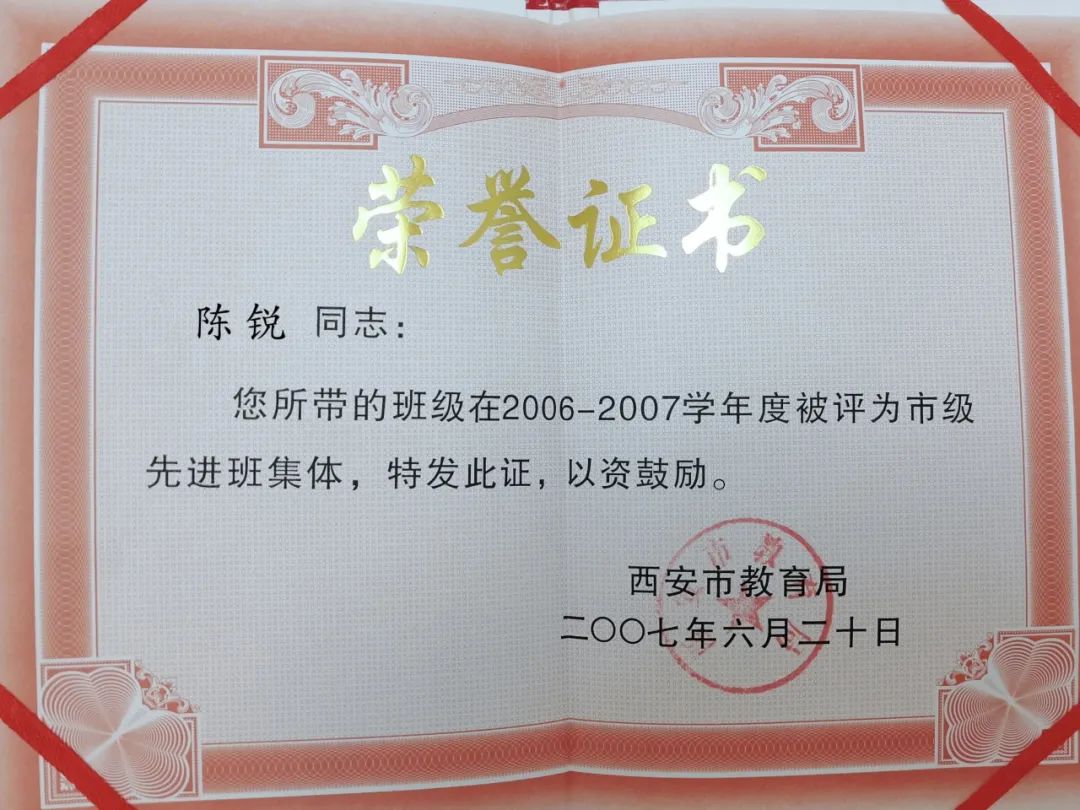 荣誉证书
陈锐 同志：
您所带的班级在2006-2007学年度被评为市级
先进班集体，特发此证，以资鼓励。
西安市教育局
二〇〇七年六月二十日